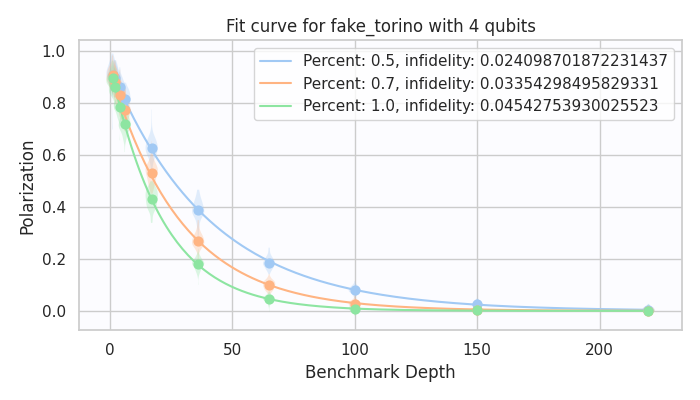 Fit curve for fake_torino with 4 qubits
Percent: 0.5, infidelity: 0.024098701872231437
Percent: 0.7, infidelity: 0.03354298495829331
Percent: 1.0, infidelity: 0.04542753930025523
Polarization
1.0
0.8
0.6
0.4
0.2
0.0
0 50 100 150 200
Benchmark Depth